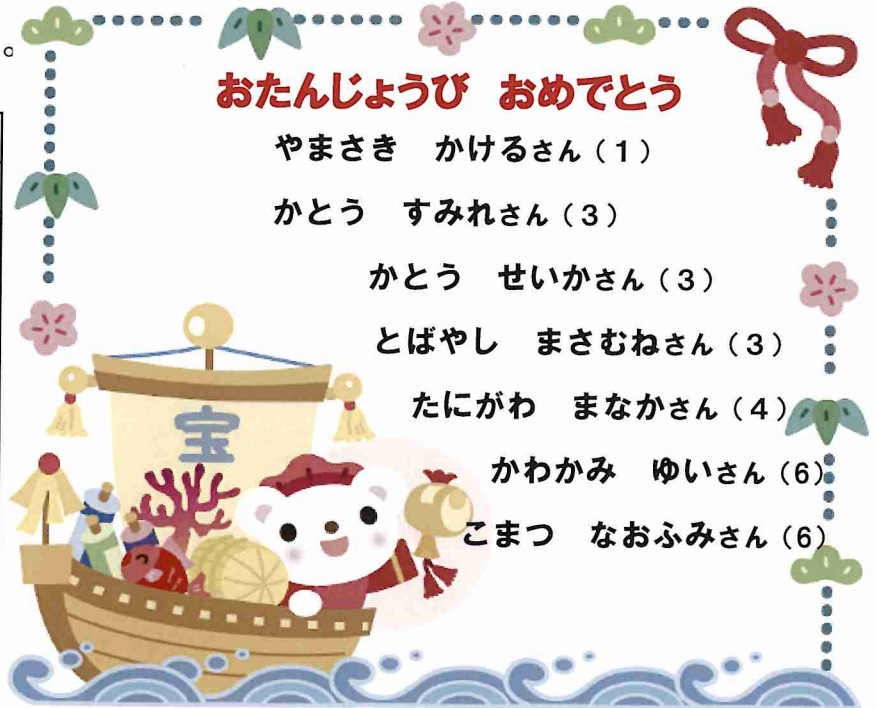 。
おたんじょうび　おめでとう
やまさき　かけるさん（１）
かとう　すみれさん（３）
かとう　せいかさん（３）
とばやし　まさむねさん（３）
たにがわ　まなかさん（４）
かわかみ　ゆいさん（６）
こまつ　なおふみさん（６）
宝